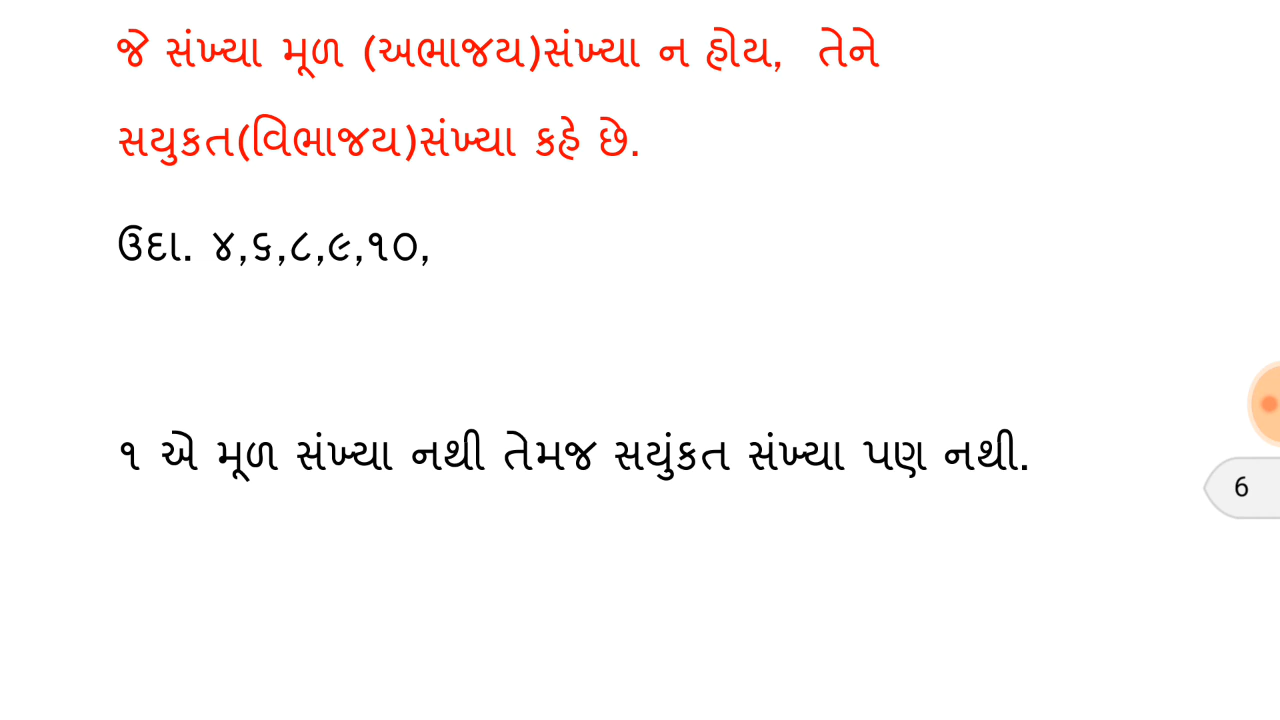 જે સંખ્યા મૂળ (અભાજય)સંખ્યા ન હોય, તેને
સયુકત(વિભાજય)સંખ્યા કહે છે.
ઉદા. ૪,૬,૮,૯,૧૦,
૧ એ મૂળ સંખ્યા નથી તેમજ સયુંકત સંખ્યા પણ નથી.
6